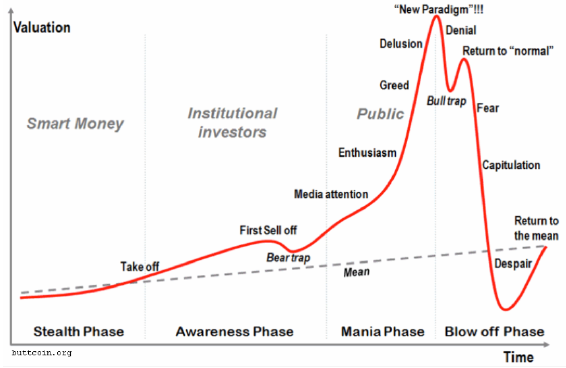 “New Paradigm”!!!
Valuation
Denial
Delusion
Return to “normal”
Greed
Bull trap
Fear
Smart Money
Institutional
investors
Public
Enthusiasm
Capitulation
Media attention
First Sell off
Return to
the mean
Bear trap
Take off
Mean
Despair
Stealth Phase
Awareness Phase
Mania Phase
Blow off Phase
buttcoin.org
Time